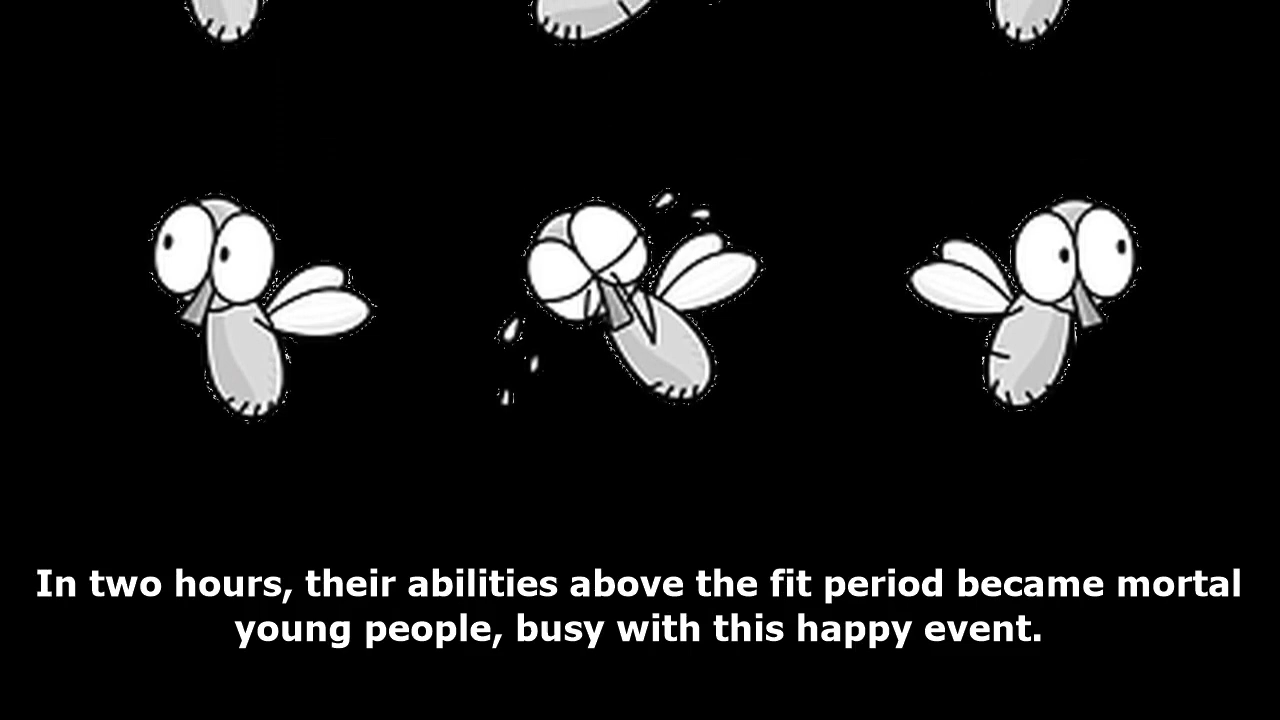 In two hours, their abilities above the fit period became mortal
young people, busy with this happy event.